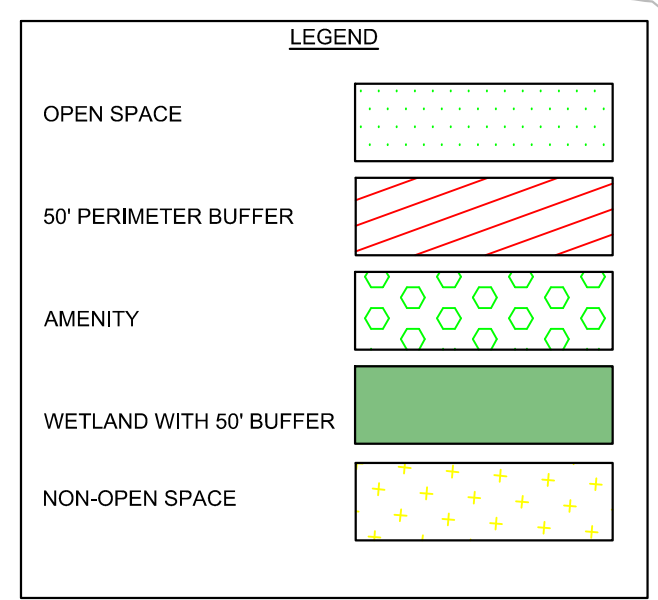 LEGEND
OPEN SPACE
50' PERIMETER BUFFER
AMENITY
WETLAND WITH 50' BUFFER
NON-OPEN SPACE